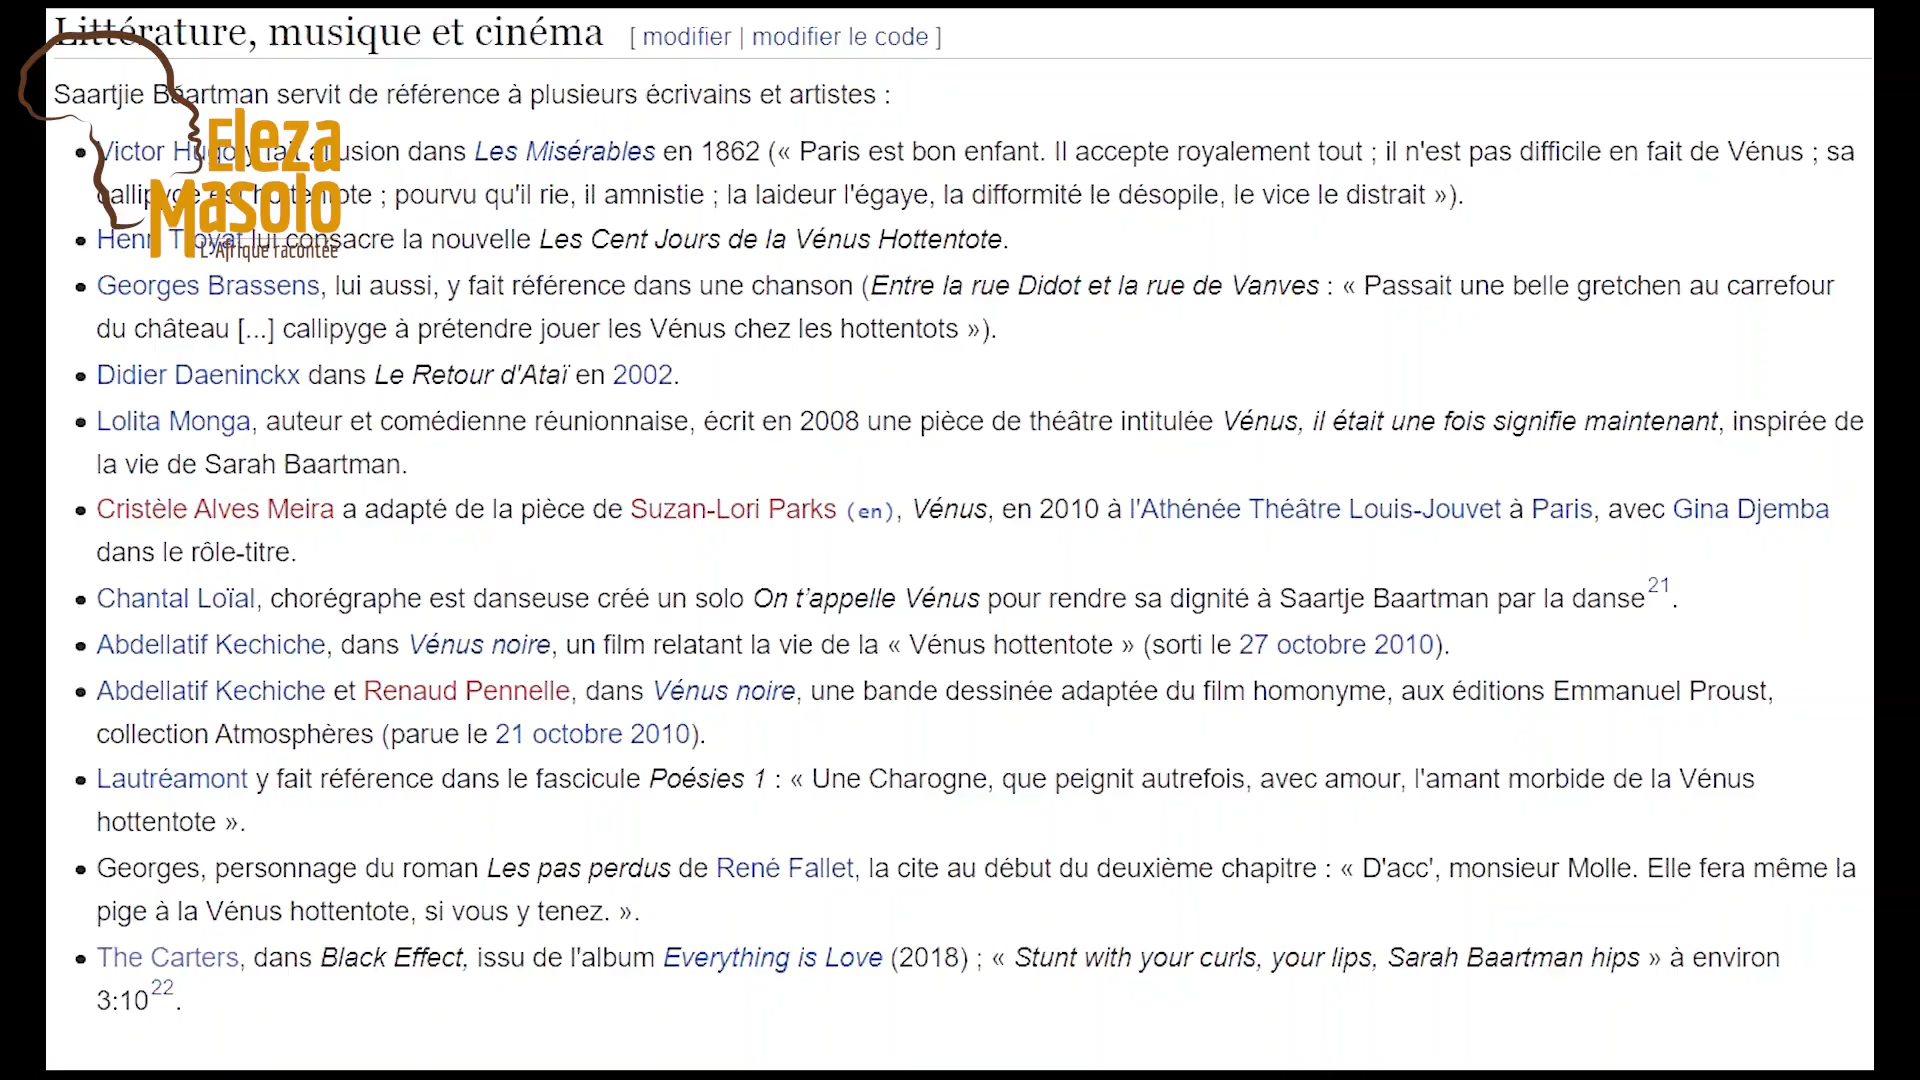 Littérature, musique et cinéma [ modifier | modifier le code ]
Saartjie Baartman servit de référence à plusieurs écrivains et artistes :
Eleza
Masolo
L'Afrique racontée
• Victor Hugo y fait allusion dans Les Misérables en 1862 (« Paris est bon enfant. Il accepte royalement tout ; il n'est pas difficile en fait de Vénus ; sa
callipyge est hottentote ; pourvu qu'il rie, il amnistie ; la laideur l'égaye, la difformité le désopile, le vice le distrait »).
• Henri Troyat lui consacre la nouvelle Les Cent Jours de la Vénus Hottentote.
• Georges Brassens, lui aussi, y fait référence dans une chanson (Entre la rue Didot et la rue de Vanves : « Passait une belle gretchen au carrefour
du château [...] callipyge à prétendre jouer les Vénus chez les hottentots »).
• Didier Daeninckx dans Le Retour d'Ataï en 2002.
• Lolita Monga, auteur et comédienne réunionnaise, écrit en 2008 une pièce de théâtre intitulée Vénus, il était une fois signifie maintenant, inspirée de
la vie de Sarah Baartman.
• Cristèle Alves Meira a adapté de la pièce de Suzan-Lori Parks (en), Vénus, en 2010 à l'Athénée Théâtre Louis-Jouvet à Paris, avec Gina Djemba
dans le rôle-titre.
• Chantal Loïal, chorégraphe est danseuse créé un solo On t’appelle Vénus pour rendre sa dignité à Saartje Baartman par la danse21.
• Abdellatif Kechiche, dans Vénus noire, un film relatant la vie de la « Vénus hottentote » (sorti le 27 octobre 2010).
• Abdellatif Kechiche et Renaud Pennelle, dans Vénus noire, une bande dessinée adaptée du film homonyme, aux éditions Emmanuel Proust,
collection Atmosphères (parue le 21 octobre 2010).
• Lautréamont y fait référence dans le fascicule Poésies 1 : « Une Charogne, que peignit autrefois, avec amour, l'amant morbide de la Vénus
hottentote ».
• Georges, personnage du roman Les pas perdus de René Fallet, la cite au début du deuxième chapitre : « D'acc', monsieur Molle. Elle fera même la
pige à la Vénus hottentote, si vous y tenez. ».
• The Carters, dans Black Effect, issu de l'album Everything is Love (2018) ; « Stunt with your curls, your lips, Sarah Baartman hips » à environ
3:1022.